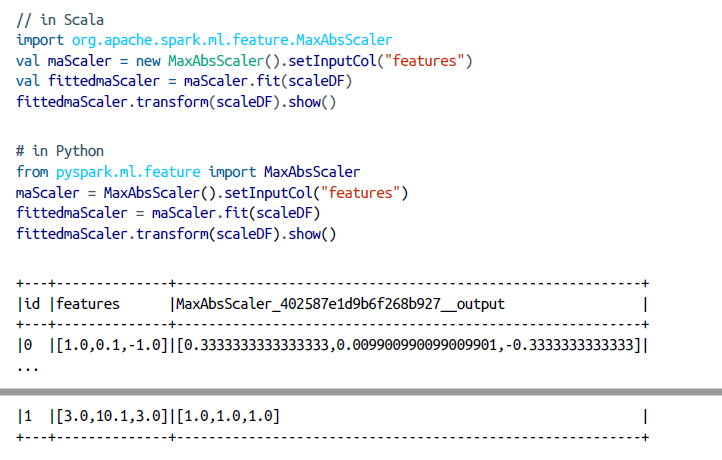 // in Scala
import org.apache.spark.ml.feature.MaxAbsScaler
val maScaler = new MaxAbsScaler().setInputCol("features")
val fittedmaScaler = maScaler.fit(scaleDF)
fittedmaScaler.transform(scaleDF).show()
# in Python
from pyspark.ml.feature import MaxAbsScaler
maScaler = MaxAbsScaler().setInputCol("features")
fittedmaScaler = maScaler.fit(scaleDF)
fittedmaScaler.transform(scaleDF).show()
+---+--------------+----------------------------------------------------------+
|id |features      |MaxAbsScaler_402587e1d9b6f268b927__output                 |
+---+--------------+----------------------------------------------------------+
|0  |[1.0,0.1,-1.0]|[0.3333333333333333,0.009900990099009901,-0.3333333333333]|
...
|1  |[3.0,10.1,3.0]|[1.0,1.0,1.0]                                             |
+---+--------------+----------------------------------------------------------+